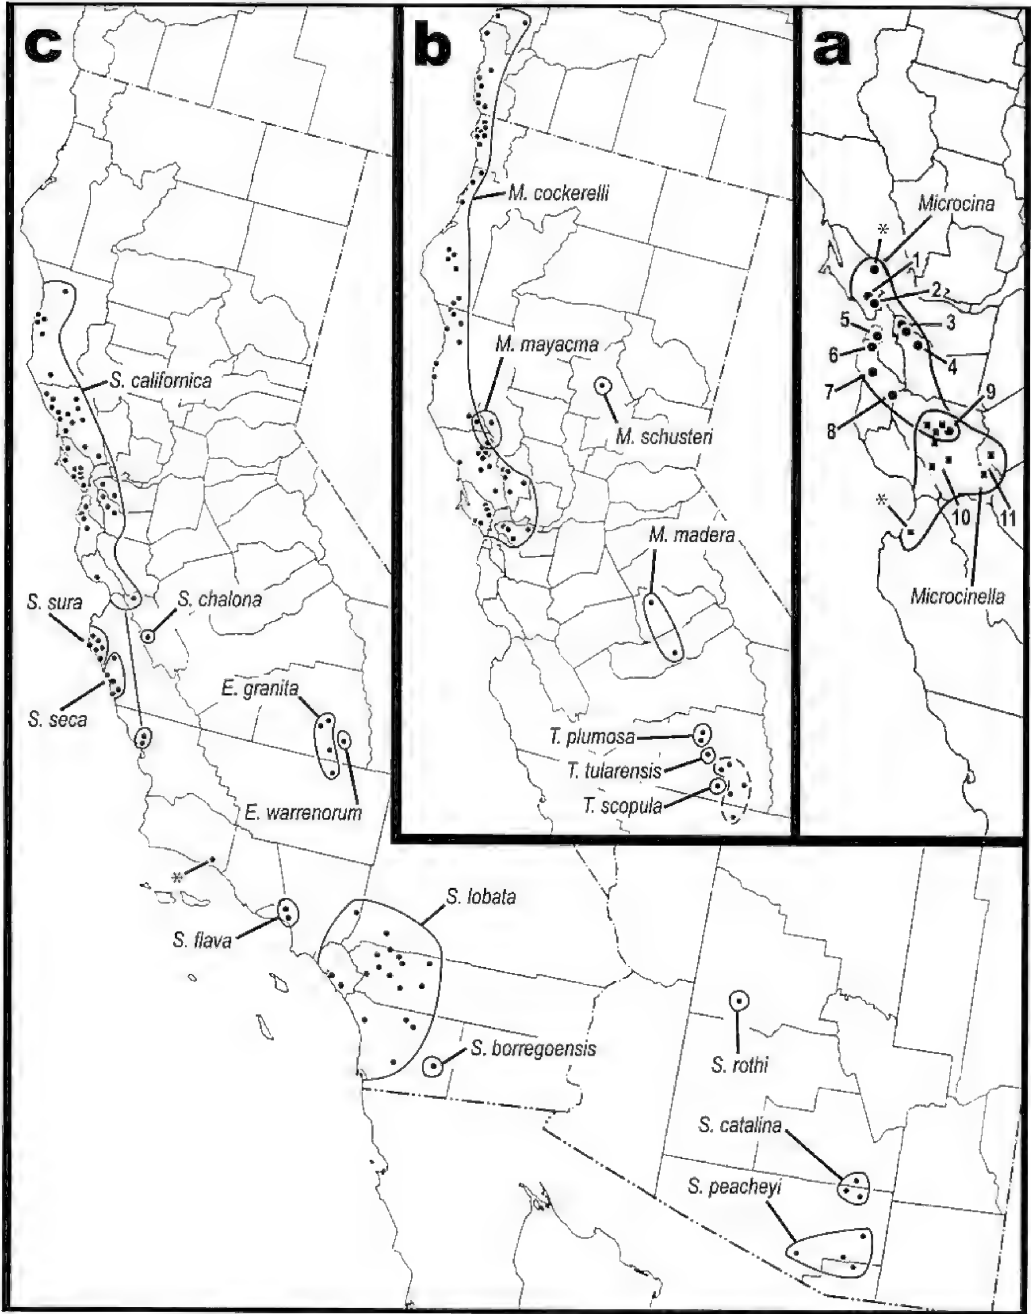 c
b
a
M. cockerelli
Microcina
*
1
2
5
3
6
4
7
9
8
*
10
11
Microcinella
M. mayacma
M. schusteri
M. madera
T. plumosa
T. tularensis
T. scopula
S. californica
S. sura
S. chalona
S. seca
E. granita
E. warrenorum
*
S. flava
S. lobata
S. borregoensis
S. rothi
S. catalina
S. peacheyi